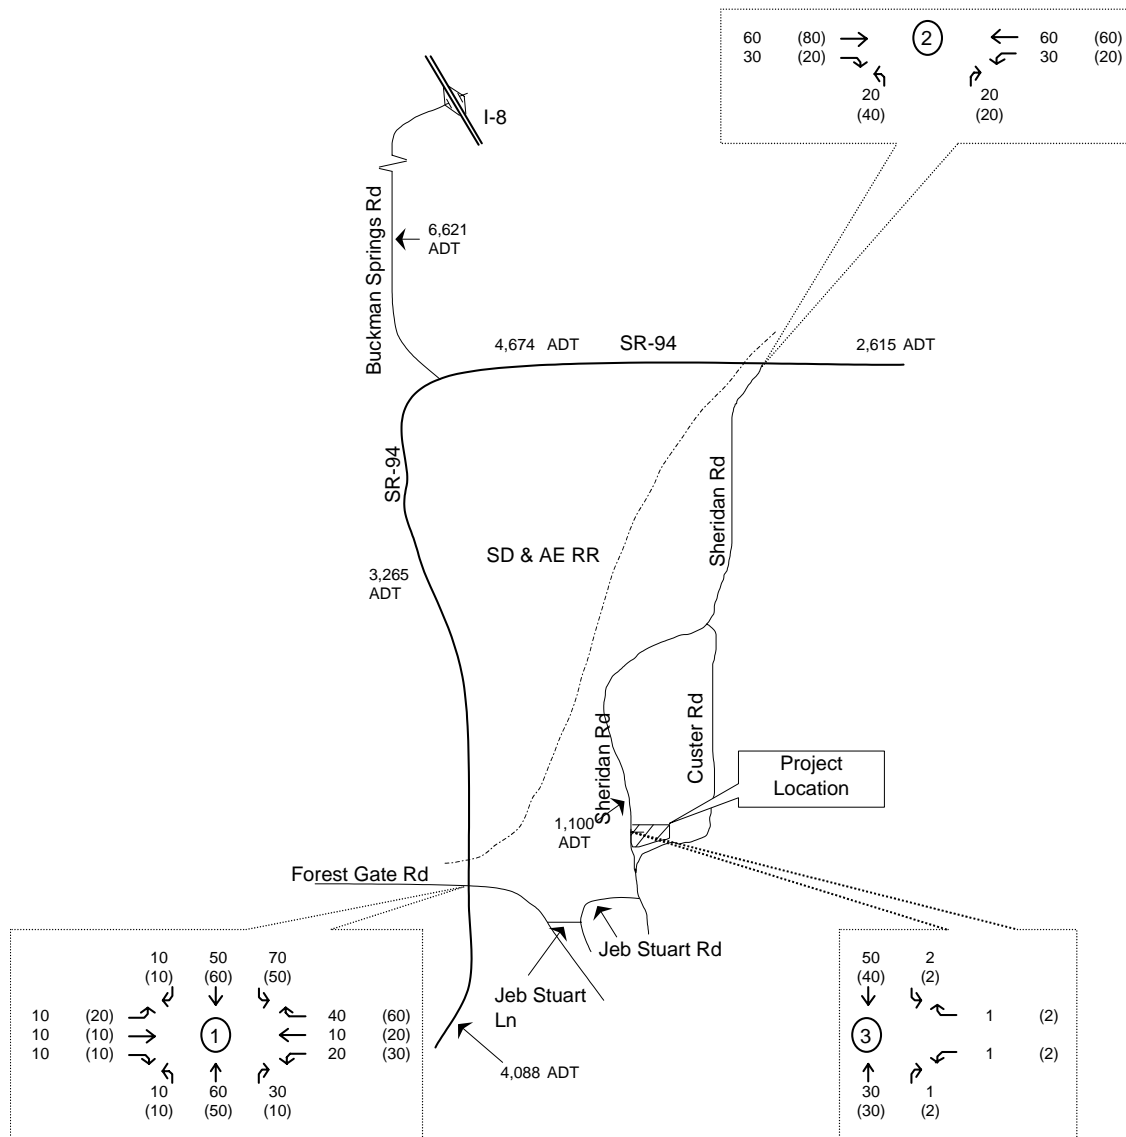 60 (80) 2 60 (60)
30 (20) 30 (20)
20 20
(40) (20)
I-8
Buckman Springs Rd
6,621
ADT
4,674 ADT
SR-94
2,615 ADT
SR-94
Sheridan Rd
SD & AE RR
3,265
ADT
Sheridan Rd
Custer Rd
Project
Location
1,100
ADT
Forest Gate Rd
Jeb Stuart Rd
Jeb Stuart
Ln
4,088 ADT
10 50 70
(10) (60) (50)
10 (20) 40 (60)
10 (10) 1 10 (20)
10 (10) 20 (30)
10 60 30
(10) (50) (10)
50 2
(40) (2)
1 (2)
3
1 (2)
30 1
(30) (2)